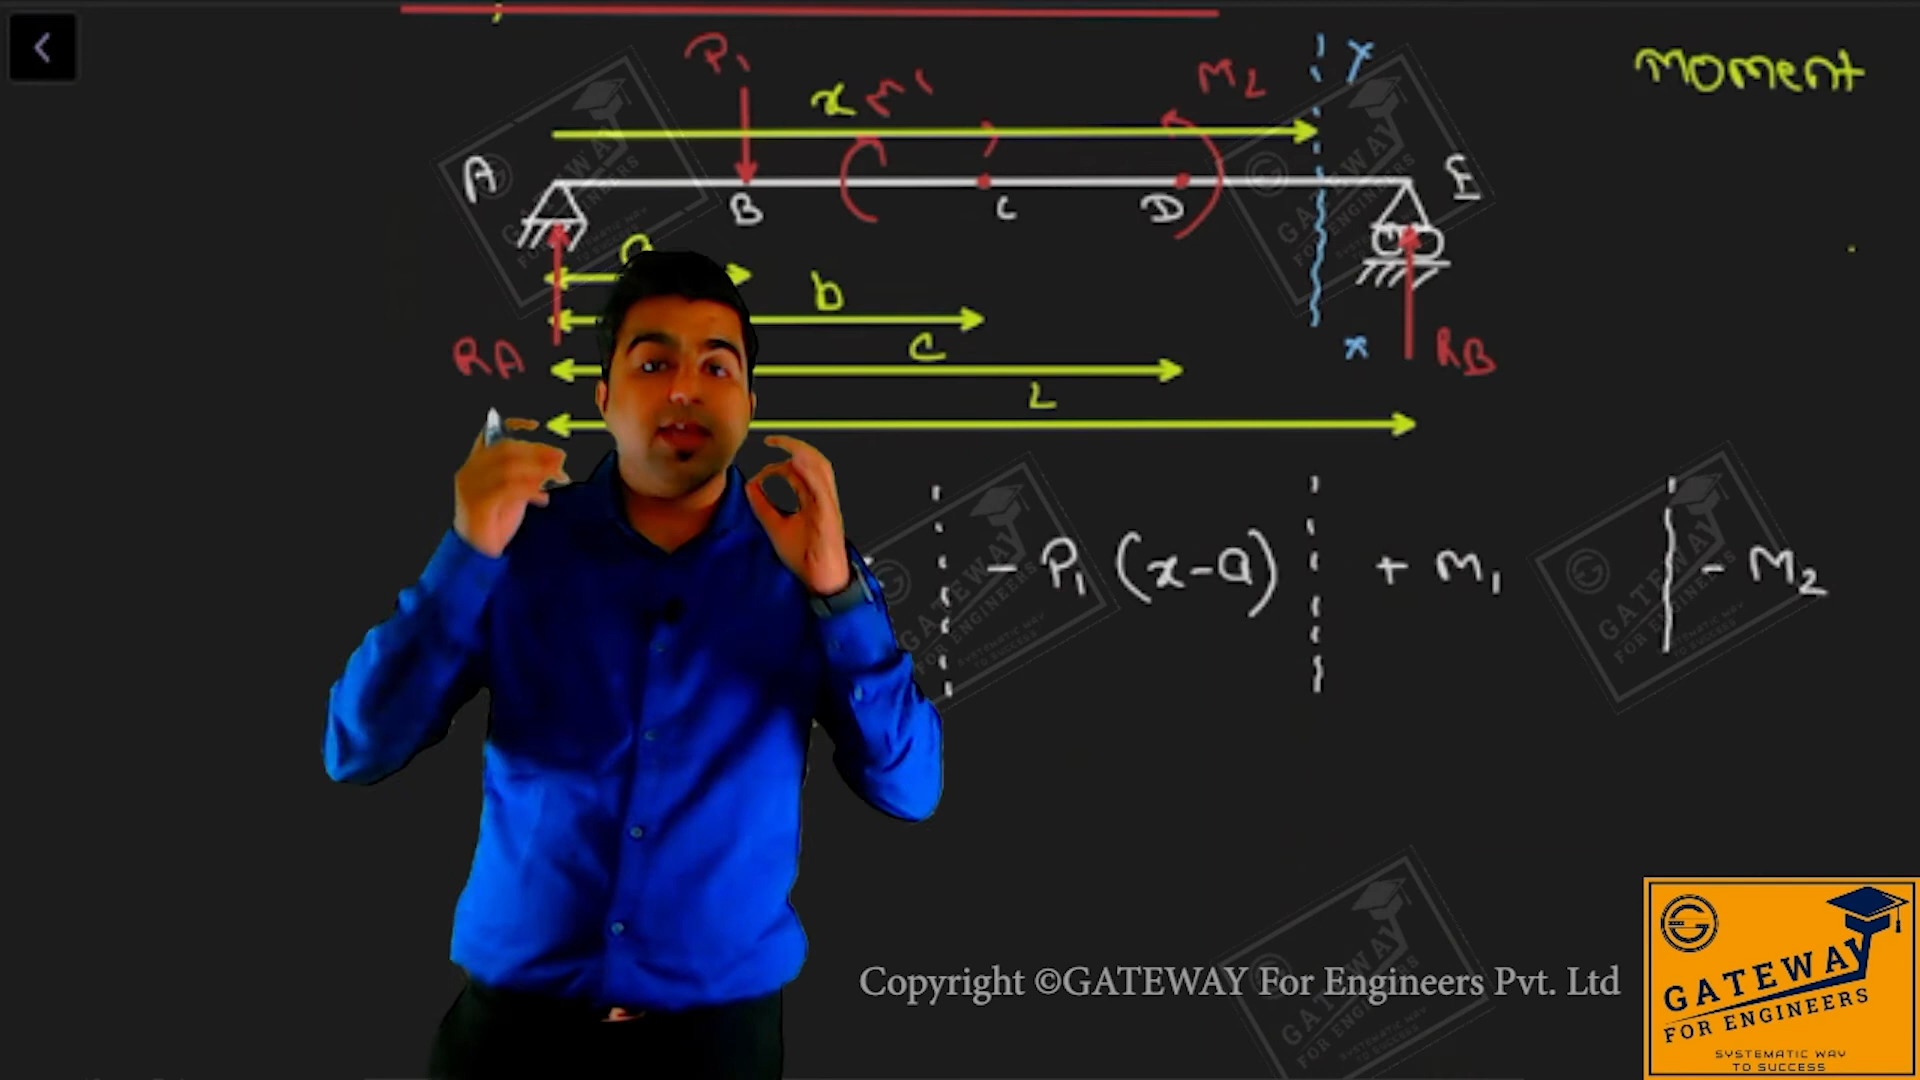 moment
P₁
x
M₁
M₂
Y
A
B
C
D
E
a
b
c
L
RA
x
RB
- P₁ (x-a) + M₁ - M₂
Copyright ©GATEWAY For Engineers Pvt. Ltd
GATEWAY
FOR ENGINEERS
SYSTEMATIC WAY
TO SUCCESS